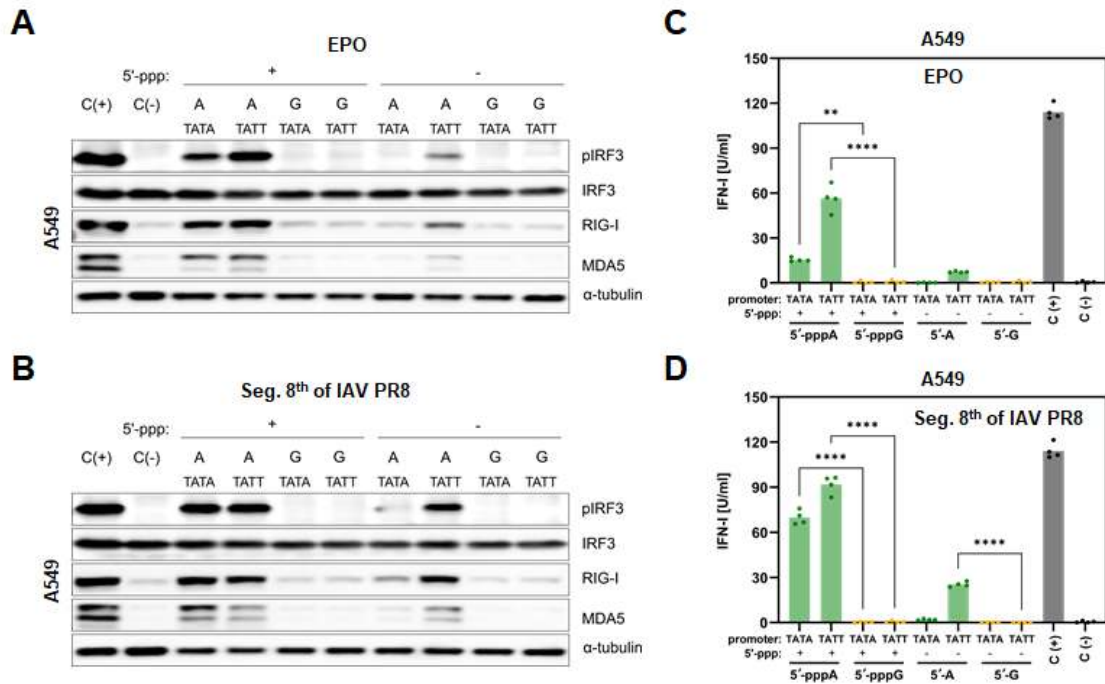 A
EPO
5'-ppp: + -
C(+) C(-) A A G G A A G G
TATA TATT TATA TATT TATA TATT TATA TATT
pIRF3
IRF3
RIG-I
MDA5
α-tubulin
A549
B
Seg. 8th of IAV PR8
5'-ppp: + -
C(+) C(-) A A G G A A G G
TATA TATT TATA TATT TATA TATT TATA TATT
pIRF3
IRF3
RIG-I
MDA5
α-tubulin
A549
C
A549
EPO
150
120
90
60
30
0
IFN-I [U/ml]
**
****
promoter: TATA TATT TATA TATT TATA TATT TATA TATT
5'-ppp: + + + + - - - -
5'-pppA 5'-pppG 5'-A 5'-G
C (+)
C (-)
D
A549
Seg. 8th of IAV PR8
150
120
90
60
30
0
IFN-I [U/ml]
****
****
****
promoter: TATA TATT TATA TATT TATA TATT TATA TATT
5'-ppp: + + + + - - - -
5'-pppA 5'-pppG 5'-A 5'-G
C (+)
C (-)